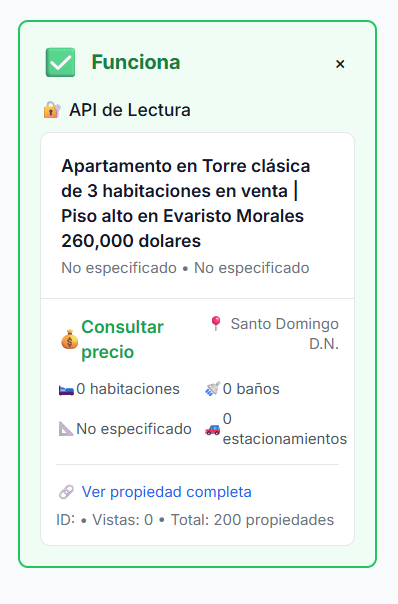 Funciona
×
API de Lectura
Apartamento en Torre clásica
de 3 habitaciones en venta |
Piso alto en Evaristo Morales
260,000 dolares
No especificado • No especificado
Consultar
precio
Santo Domingo
D.N.
0 habitaciones
0 baños
No especificado
0
estacionamientos
Ver propiedad completa
ID: • Vistas: 0 • Total: 200 propiedades